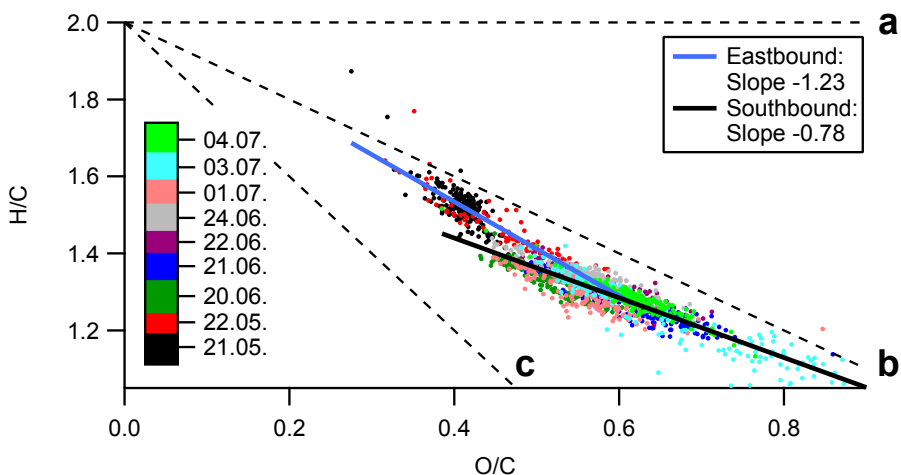 2.0
1.8
1.6
1.4
1.2
H/C
0.0
0.2
0.4
0.6
0.8
O/C
a
b
c
Eastbound:
Slope -1.23
Southbound:
Slope -0.78
04.07.
03.07.
01.07.
24.06.
22.06.
21.06.
20.06.
22.05.
21.05.